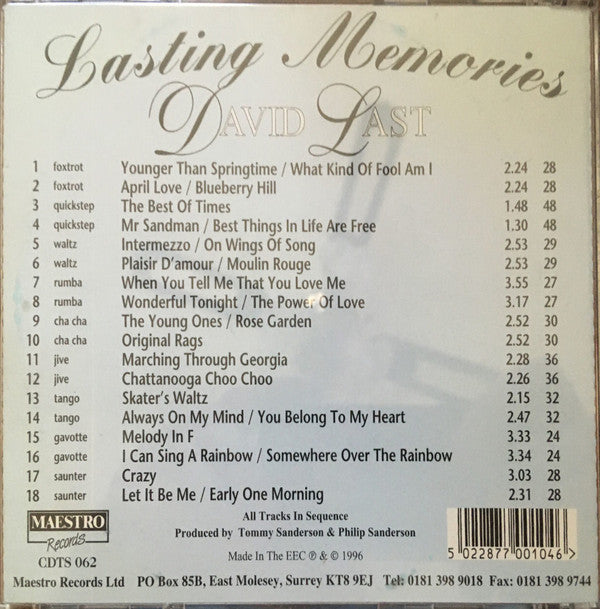 Lasting Memories
DAVID LAST
1 foxtrot Younger Than Springtime / What Kind Of Fool Am I 2.24 28
2 foxtrot April Love / Blueberry Hill 2.24 28
3 quickstep The Best Of Times 1.48 48
4 quickstep Mr Sandman / Best Things In Life Are Free 1.30 48
5 waltz Intermezzo / On Wings Of Song 2.53 29
6 waltz Plaisir D'amour / Moulin Rouge 2.53 29
7 rumba When You Tell Me That You Love Me 3.55 27
8 rumba Wonderful Tonight / The Power Of Love 3.17 27
9 cha cha The Young Ones / Rose Garden 2.52 30
10 cha cha Original Rags 2.52 30
11 jive Marching Through Georgia 2.28 36
12 jive Chattanooga Choo Choo 2.26 36
13 tango Skater's Waltz 2.15 32
14 tango Always On My Mind / You Belong To My Heart 2.47 32
15 gavotte Melody In F 3.33 24
16 gavotte I Can Sing A Rainbow / Somewhere Over The Rainbow 3.34 24
17 saunter Crazy 3.03 28
18 saunter Let It Be Me / Early One Morning 2.31 28
MAESTRO
Records
CDTS 062
All Tracks In Sequence
Produced by Tommy Sanderson & Philip Sanderson
Made In The EEC ℗ & © 1996
5 022877 001046 >
Maestro Records Ltd PO Box 85B, East Molesey, Surrey KT8 9EJ Tel: 0181 398 9018 Fax: 0181 398 9744